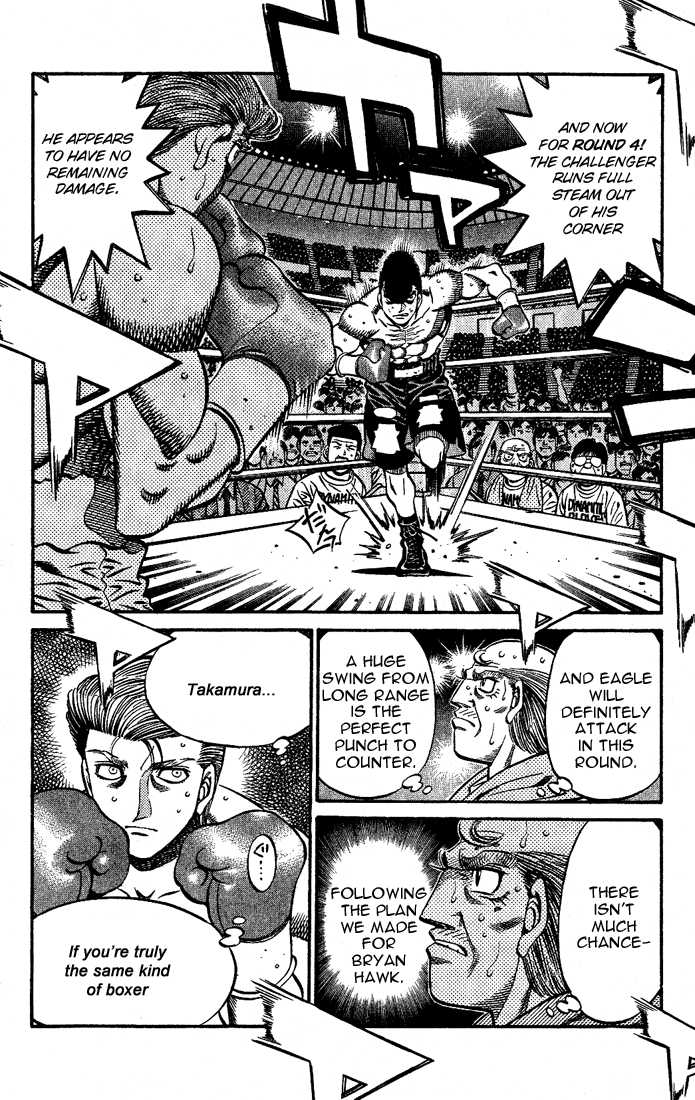 AND NOW
FOR ROUND 4!
THE CHALLENGER
RUNS FULL
STEAM OUT
OF HIS
CORNER
HE APPEARS
TO HAVE NO
REMAINING
DAMAGE.
カ
DYNAMITE
AND EAGLE
WILL
DEFINITELY
ATTACK
IN THIS
ROUND.
A HUGE
SWING FROM
LONG RANGE
IS THE
PERFECT
PUNCH TO
COUNTER.
Takamura...
If you're truly
the same kind
of boxer
THERE
ISN'T
MUCH
CHANCE-
FOLLOWING
THE PLAN
WE MADE
FOR
BRYAN
HAWK.